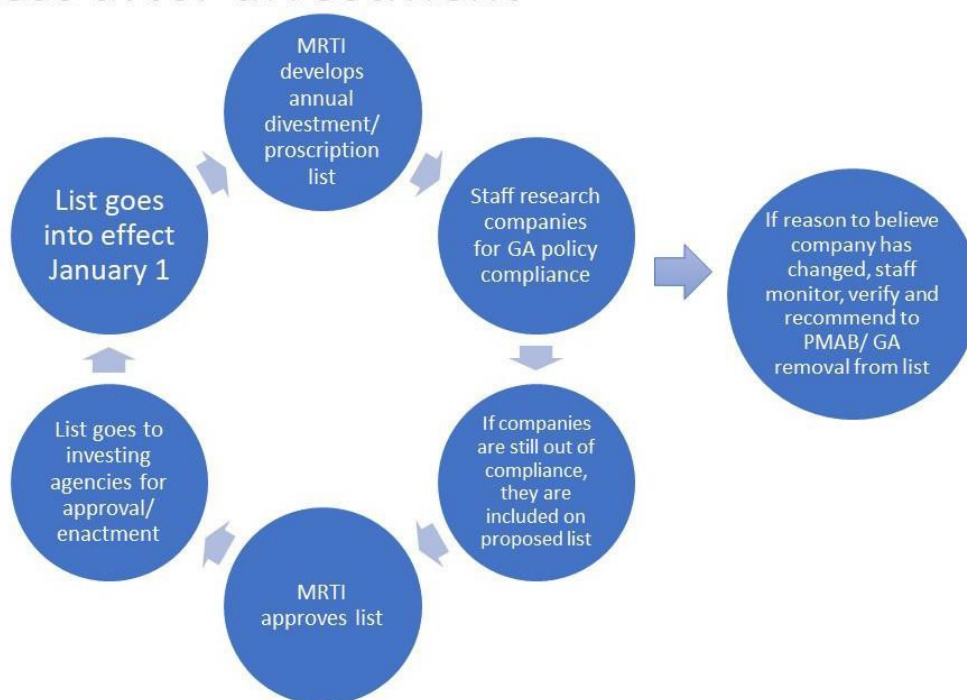 MRTI
develops
annual
divestment/
proscription
list
Staff research
companies
for GA policy
compliance
If reason to believe
company has
changed, staff
monitor, verify and
recommend to
PMAB/ GA
removal from list
If companies
are still out of
compliance,
they are
included on
proposed list
MRTI
approves list
List goes to
investing
agencies for
approval/
enactment
List goes
into effect
January 1